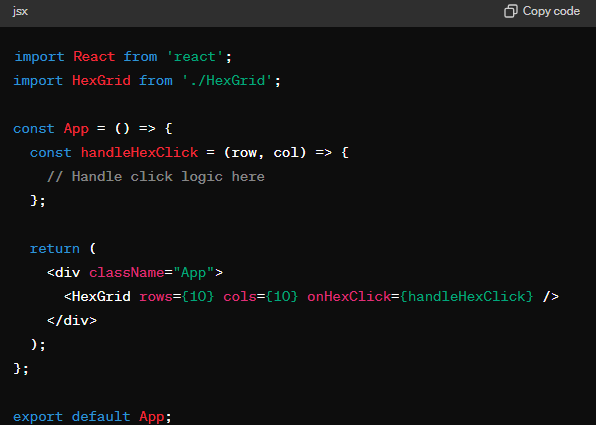 jsx
Copy code
import React from 'react';
import HexGrid from './HexGrid';
const App = () => {
  const handleHexClick = (row, col) => {
    // Handle click logic here
  };
  return (
    <div className="App">
      <HexGrid rows={10} cols={10} onHexClick={handleHexClick} />
    </div>
  );
};
export default App;